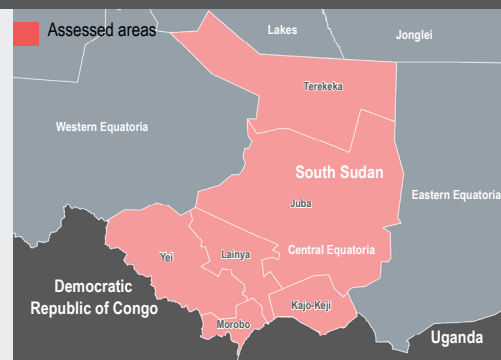 Assessed areas
Lakes
Jonglei
Terekeka
Western Equatoria
South Sudan
Eastern Equatoria
Juba
Central Equatoria
Yei
Lainya
Democratic
Republic of Congo
Kajo-Keji
Morobo
Uganda